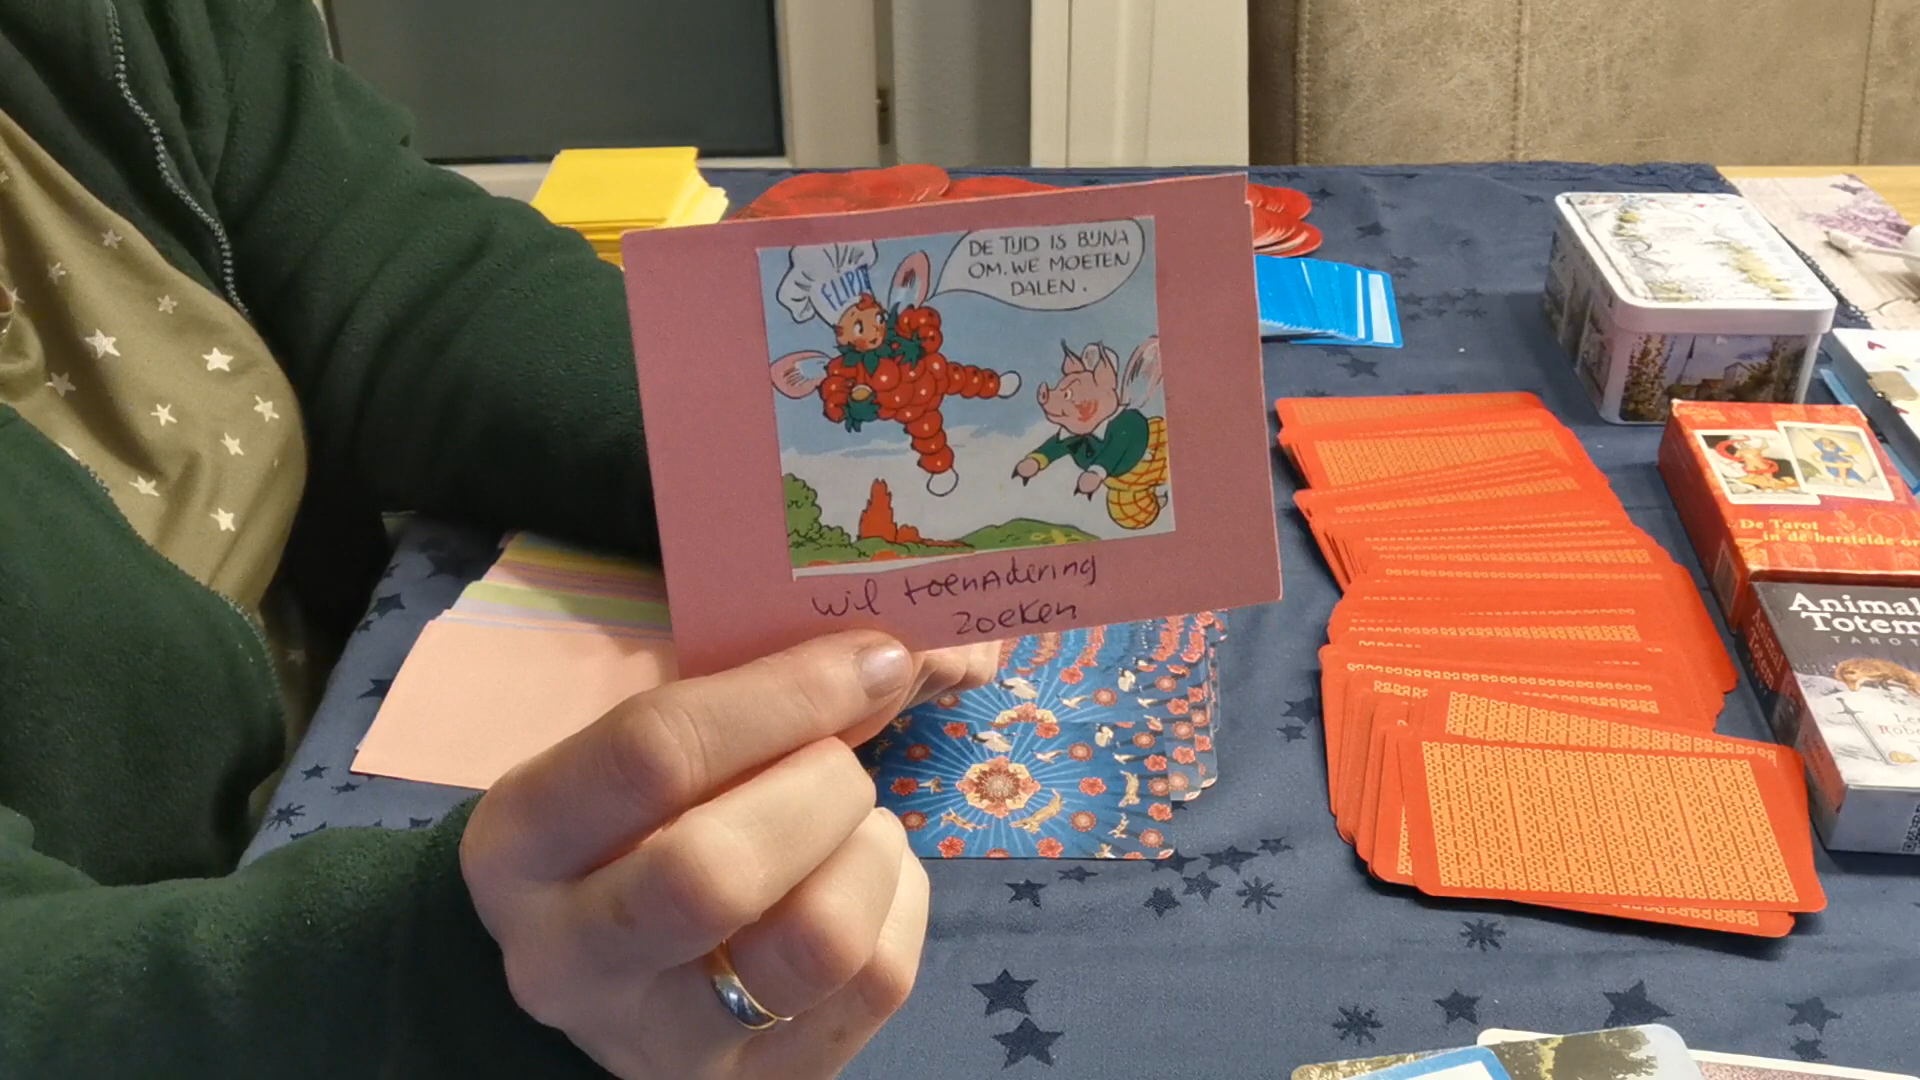 FLIPJE
DE TIJD IS BIJNA
OM. WE MOETEN
DALEN.
wil toenadering
zoeken
De Tarot
in de herstelde or
Animal
Totem
TAROT